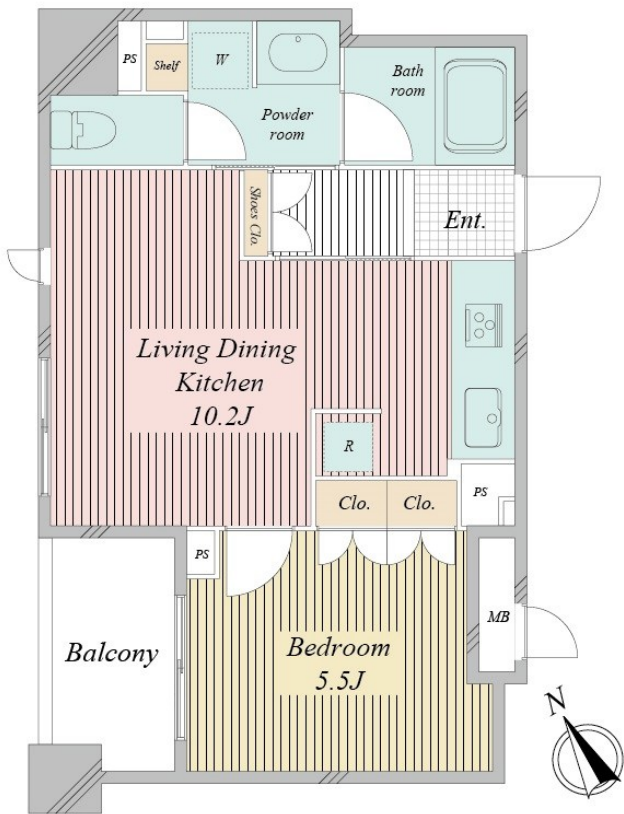 PS
Shelf
W
Bath
room
Powder
room
Shoes Clo.
Ent.
Living Dining
Kitchen
10.2J
R
Clo.
Clo.
PS
PS
MB
Balcony
Bedroom
5.5J
N